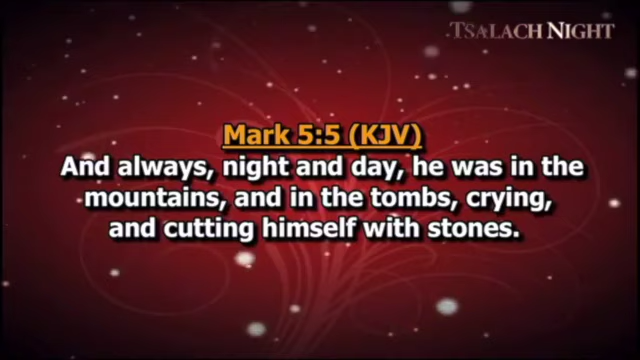 TSALACH NIGHT
Mark 5:5 (KJV)
And always, night and day, he was in the
mountains, and in the tombs, crying,
and cutting himself with stones.